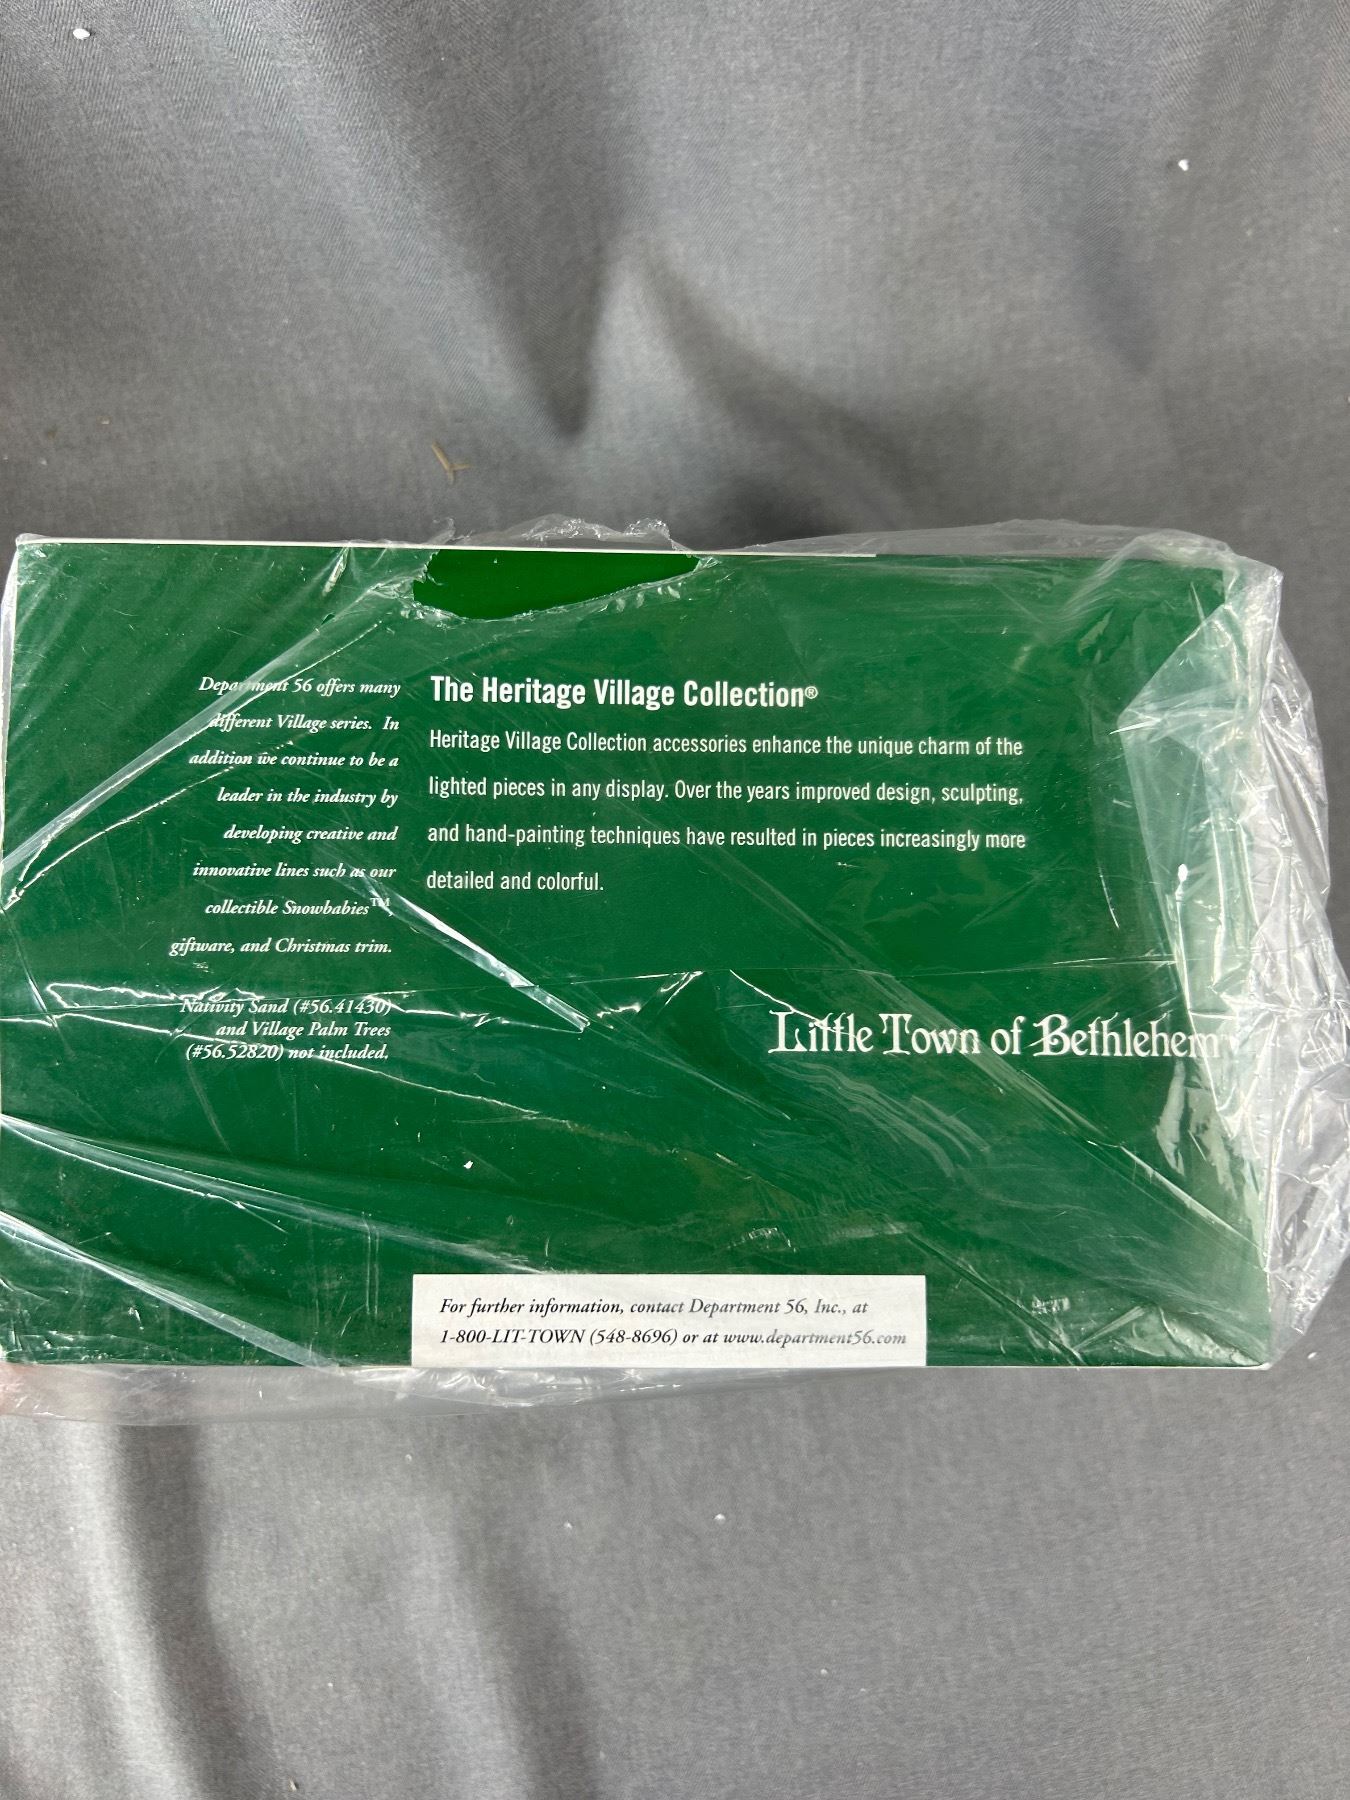 Department 56 offers many
different Village series. In
addition we continue to be a
leader in the industry by
developing creative and
innovative lines such as our
collectible Snowbabies™
giftware, and Christmas trim.
Nativity Sand (#56.41430)
and Village Palm Trees
(#56.52820) not included.
The Heritage Village Collection®
Heritage Village Collection accessories enhance the unique charm of the
lighted pieces in any display. Over the years improved design, sculpting,
and hand-painting techniques have resulted in pieces increasingly more
detailed and colorful.
Little Town of Bethlehem
For further information, contact Department 56, Inc., at
1-800-LIT-TOWN (548-8696) or at www.department56.com